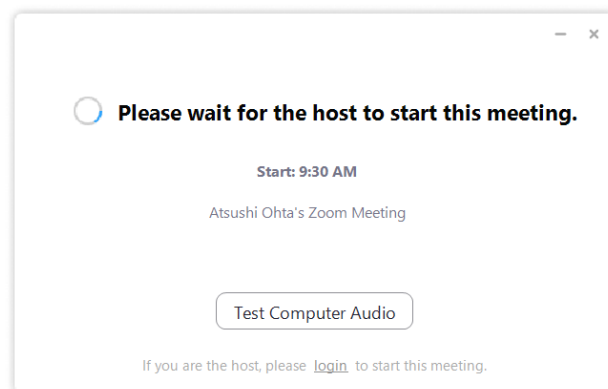 Please wait for the host to start this meeting.
Start: 9:30 AM
Atsushi Ohta's Zoom Meeting
Test Computer Audio
If you are the host, please login to start this meeting.